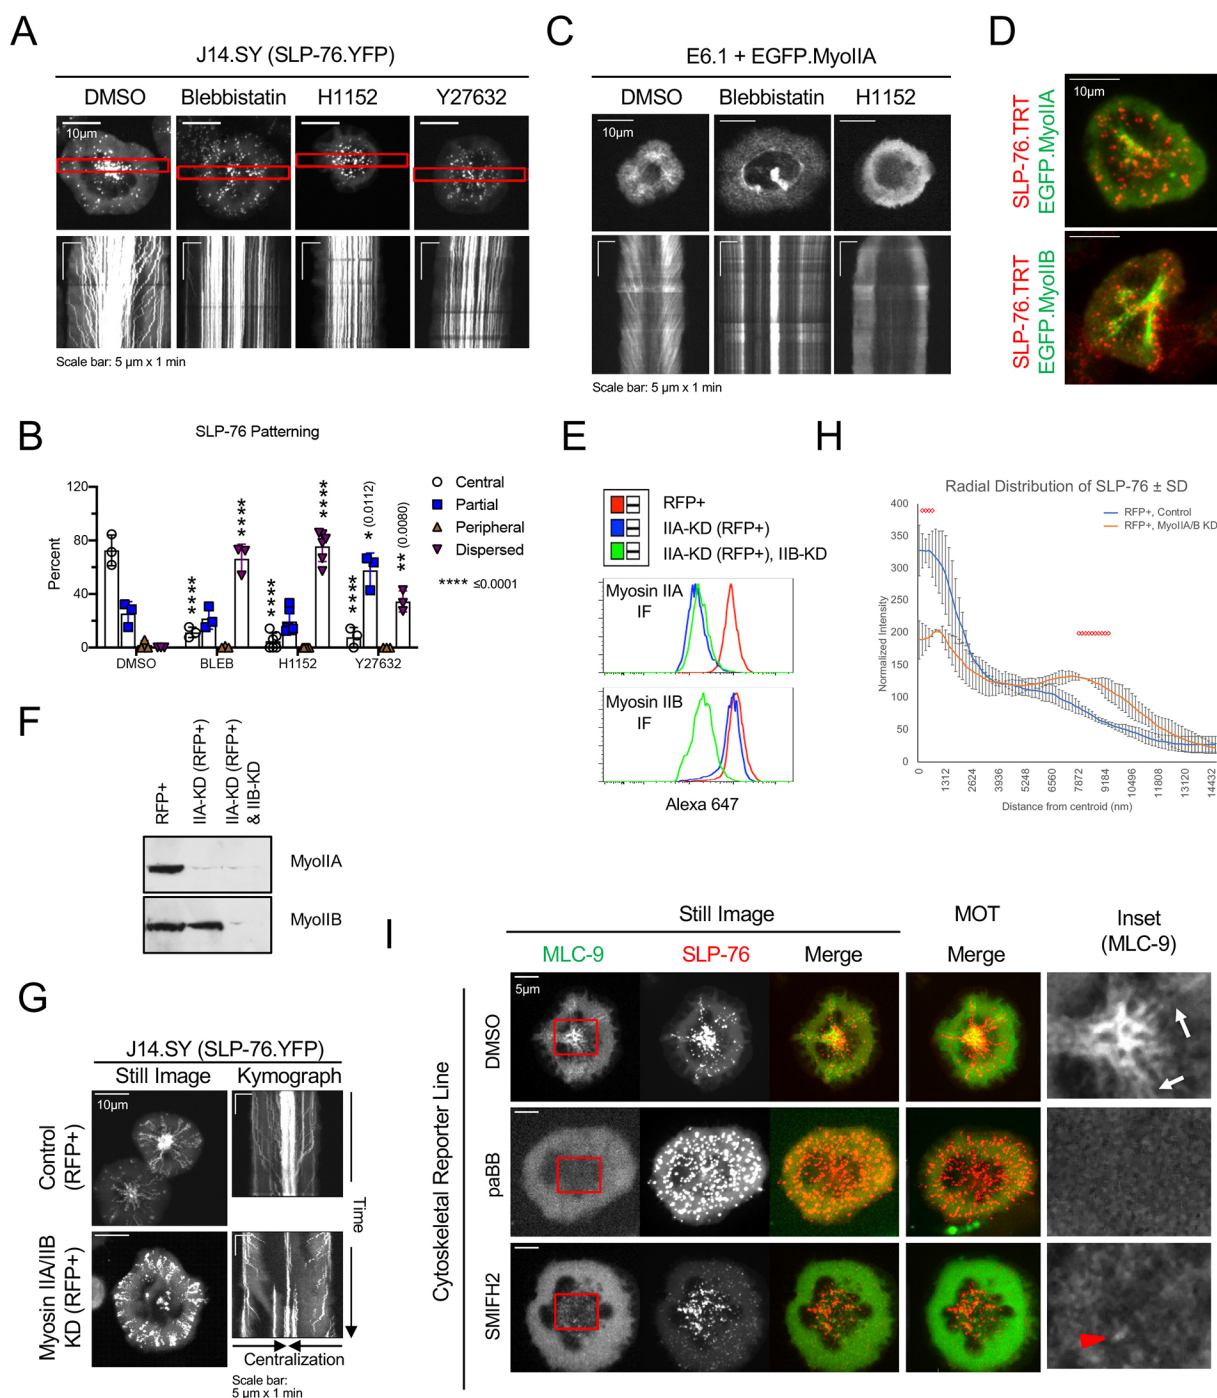 A
J14.SY (SLP-76.YFP)
DMSO
Blebbistatin
H1152
Y27632
10µm
Scale bar: 5 µm x 1 min
C
E6.1 + EGFP.MyoIIA
DMSO
Blebbistatin
H1152
10µm
Scale bar: 5 µm x 1 min
D
SLP-76.TRT
EGFP.MyoIIA
10µm
SLP-76.TRT
EGFP.MyoIIB
B
SLP-76 Patterning
Percent
120
80
40
0
DMSO
BLEB
H1152
Y27632
****
****
****
****
****
* (0.0112)
** (0.0080)
Central
Partial
Peripheral
Dispersed
**** ≤0.0001
E
RFP+
IIA-KD (RFP+)
IIA-KD (RFP+), IIB-KD
Myosin IIA
IF
Myosin IIB
IF
Alexa 647
H
Radial Distribution of SLP-76 ± SD
RFP+, Control
RFP+, MyoIIA/B KD
Normalized Intensity
400
350
300
250
200
150
100
50
0
0
1312
2624
3936
5248
6560
7872
9184
10496
11808
13120
14432
Distance from centroid (nm)
F
RFP+
IIA-KD (RFP+)
IIA-KD (RFP+)
& IIB-KD
MyoIIA
MyoIIB
G
J14.SY (SLP-76.YFP)
Still Image
Kymograph
Control
(RFP+)
10µm
Myosin IIA/IIB
KD (RFP+)
Time
Centralization
Scale bar:
5 µm x 1 min
I
Still Image
MOT
Inset
(MLC-9)
MLC-9
SLP-76
Merge
Merge
Cytoskeletal Reporter Line
DMSO
5µm
paBB
SMIFH2